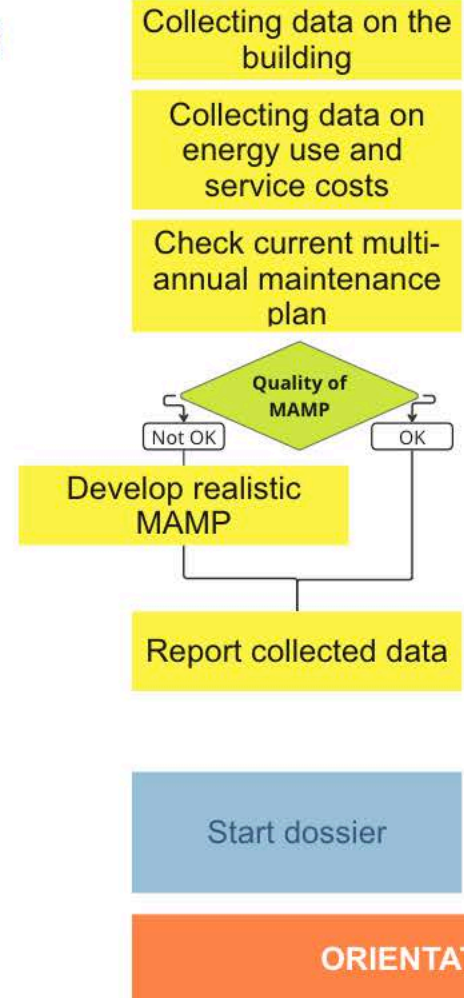 Collecting data on the
building
Collecting data on
energy use and
service costs
Check current multi-
annual maintenance
plan
Quality of
MAMP
Not OK
OK
Develop realistic
MAMP
Report collected data
Start dossier
ORIENTAT